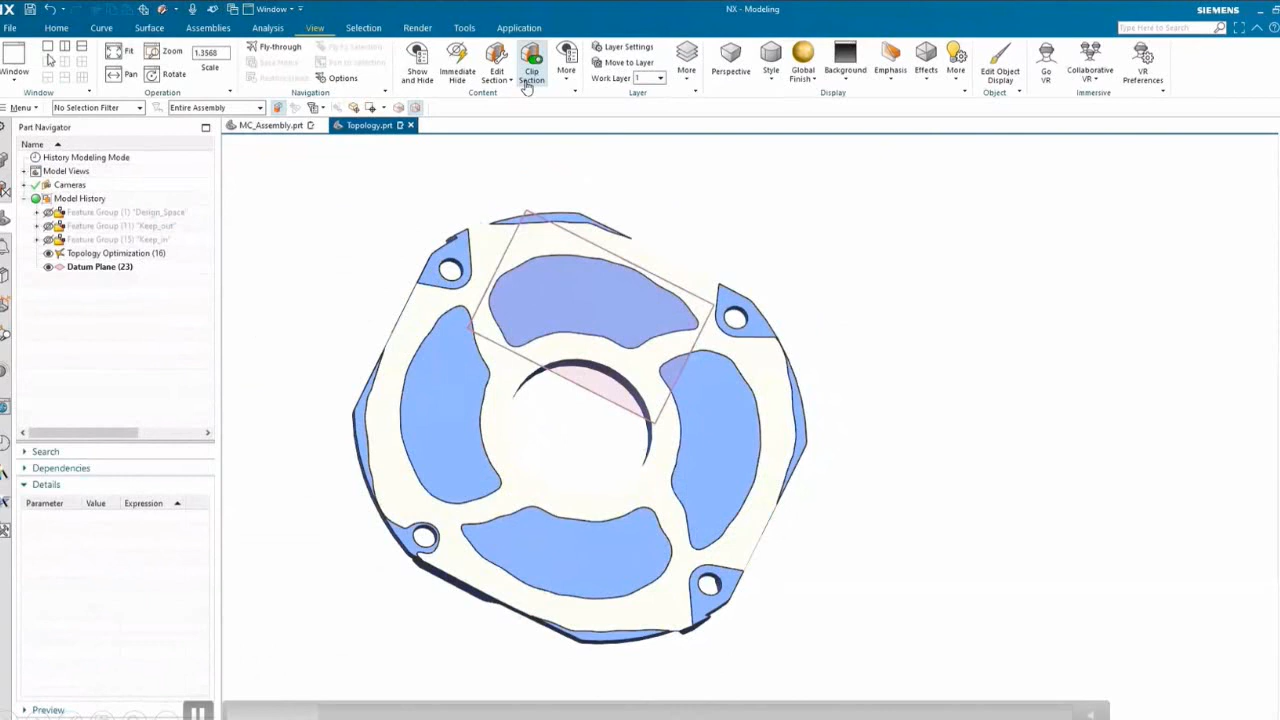 NX
Window
NX - Modeling
SIEMENS
File
Home
Curve
Surface
Assemblies
Analysis
View
Selection
Render
Tools
Application
Type Here to Search
Window
Fit
Zoom
1.3568
Pan
Rotate
Scale
Fly-through
Options
Show and Hide
Immediate Hide
Edit Section
Clip Section
More
Layer Settings
Move to Layer
Work Layer
1
More
Perspective
Style
Global Finish
Background
Emphasis
Effects
More
Edit Object Display
Go VR
Collaborative VR
VR Preferences
Window
Operation
Navigation
Content
Layer
Display
Object
Immersive
Menu
No Selection Filter
Entire Assembly
Part Navigator
MC_Assembly.prt
Topology.prt
Name
History Modeling Mode
Model Views
Cameras
Model History
Feature Group (1) "Design_Space"
Feature Group (11) "Keep_out"
Feature Group (15) "Keep_in"
Topology Optimization (16)
Datum Plane (23)
Search
Dependencies
Details
Parameter
Value
Expression
Preview